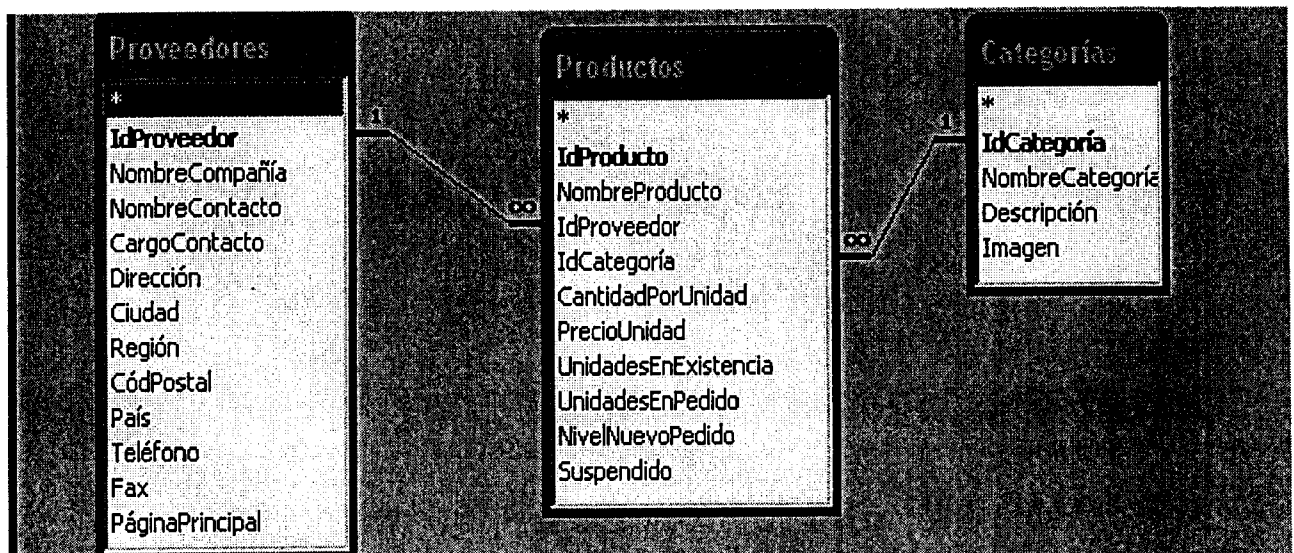 Proveedores
*
IdProveedor
NombreCompañía
NombreContacto
CargoContacto
Dirección
Ciudad
Región
CódPostal
País
Teléfono
Fax
PáginaPrincipal
1
∞
Productos
*
IdProducto
NombreProducto
IdProveedor
IdCategoría
CantidadPorUnidad
PrecioUnidad
UnidadesEnExistencia
UnidadesEnPedido
NivelNuevoPedido
Suspendido
∞
1
Categorías
*
IdCategoría
NombreCategoría
Descripción
Imagen